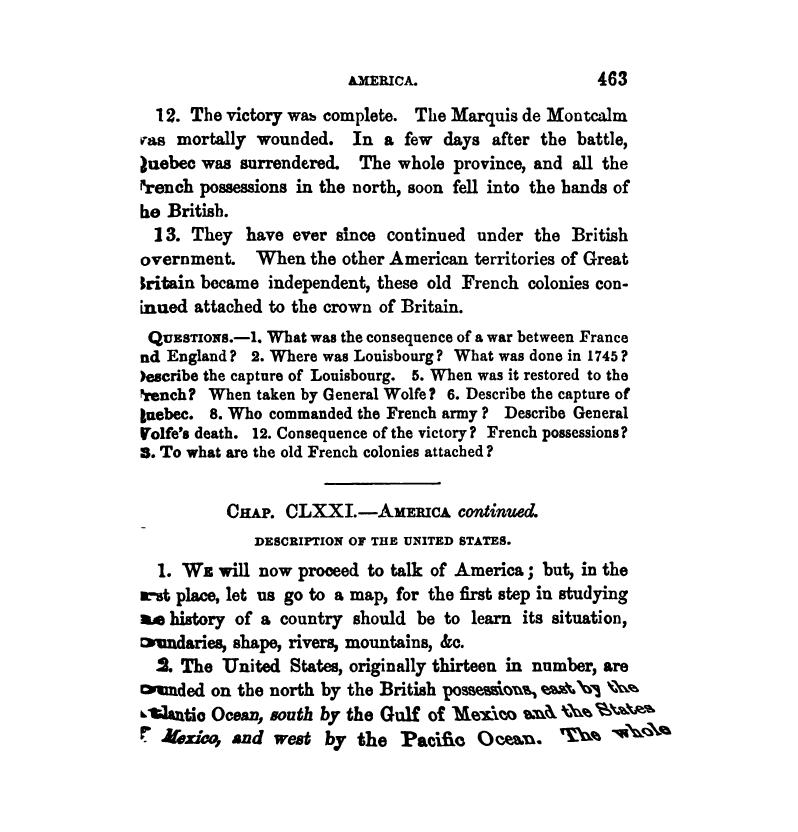 AMERICA. 463
12. The victory was complete. The Marquis de Montcalm
was mortally wounded. In a few days after the battle,
Quebec was surrendered. The whole province, and all the
French possessions in the north, soon fell into the hands of
he British.
13. They have ever since continued under the British
overnment. When the other American territories of Great
Britain became independent, these old French colonies con-
inued attached to the crown of Britain.
QUESTIONS.—1. What was the consequence of a war between France
nd England? 2. Where was Louisbourg? What was done in 1745?
Describe the capture of Louisbourg. 5. When was it restored to the
French? When taken by General Wolfe? 6. Describe the capture of
Quebec. 8. Who commanded the French army? Describe General
Wolfe's death. 12. Consequence of the victory? French possessions?
3. To what are the old French colonies attached?
CHAP. CLXXI.—AMERICA continued.
DESCRIPTION OF THE UNITED STATES.
1. WE will now proceed to talk of America; but, in the
first place, let us go to a map, for the first step in studying
the history of a country should be to learn its situation,
oundaries, shape, rivers, mountains, &c.
2. The United States, originally thirteen in number, are
ounded on the north by the British possessions, east by the
Atlantic Ocean, south by the Gulf of Mexico and the States
f Mexico, and west by the Pacific Ocean. The whole